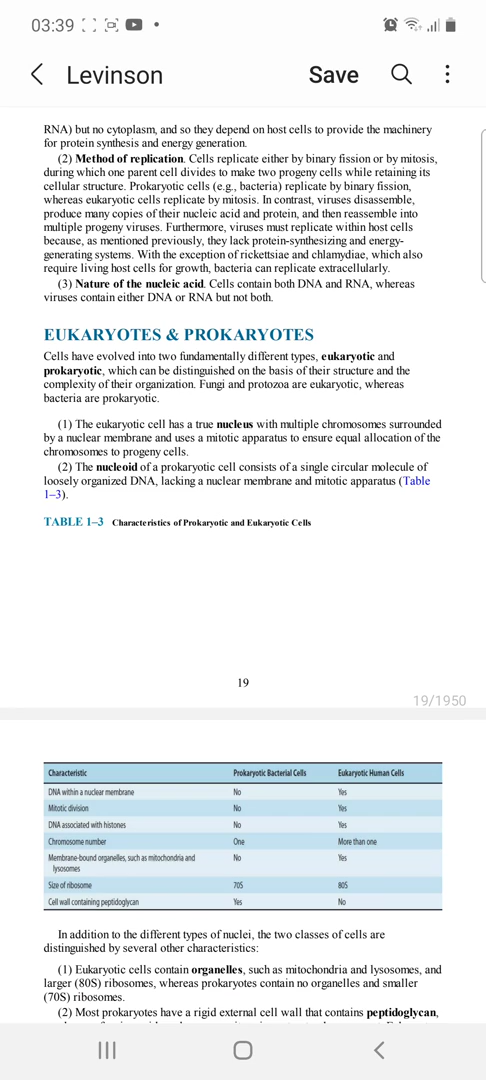 03:39
Levinson Save
RNA) but no cytoplasm, and so they depend on host cells to provide the machinery
for protein synthesis and energy generation.
(2) Method of replication. Cells replicate either by binary fission or by mitosis,
during which one parent cell divides to make two progeny cells while retaining its
cellular structure. Prokaryotic cells (e.g., bacteria) replicate by binary fission,
whereas eukaryotic cells replicate by mitosis. In contrast, viruses disassemble,
produce many copies of their nucleic acid and protein, and then reassemble into
multiple progeny viruses. Furthermore, viruses must replicate within host cells
because, as mentioned previously, they lack protein-synthesizing and energy-
generating systems. With the exception of rickettsiae and chlamydiae, which also
require living host cells for growth, bacteria can replicate extracellularly.
(3) Nature of the nucleic acid. Cells contain both DNA and RNA, whereas
viruses contain either DNA or RNA but not both.
EUKARYOTES & PROKARYOTES
Cells have evolved into two fundamentally different types, eukaryotic and
prokaryotic, which can be distinguished on the basis of their structure and the
complexity of their organization. Fungi and protozoa are eukaryotic, whereas
bacteria are prokaryotic.
(1) The eukaryotic cell has a true nucleus with multiple chromosomes surrounded
by a nuclear membrane and uses a mitotic apparatus to ensure equal allocation of the
chromosomes to progeny cells.
(2) The nucleoid of a prokaryotic cell consists of a single circular molecule of
loosely organized DNA, lacking a nuclear membrane and mitotic apparatus (Table
1–3).
TABLE 1–3 Characteristics of Prokaryotic and Eukaryotic Cells
19
19/1950
Characteristic Prokaryotic Bacterial Cells Eukaryotic Human Cells
DNA within a nuclear membrane No Yes
Mitotic division No Yes
DNA associated with histones No Yes
Chromosome number One More than one
Membrane-bound organelles, such as mitochondria and No Yes
lysosomes
Size of ribosome 70S 80S
Cell wall containing peptidoglycan Yes No
In addition to the different types of nuclei, the two classes of cells are
distinguished by several other characteristics:
(1) Eukaryotic cells contain organelles, such as mitochondria and lysosomes, and
larger (80S) ribosomes, whereas prokaryotes contain no organelles and smaller
(70S) ribosomes.
(2) Most prokaryotes have a rigid external cell wall that contains peptidoglycan,